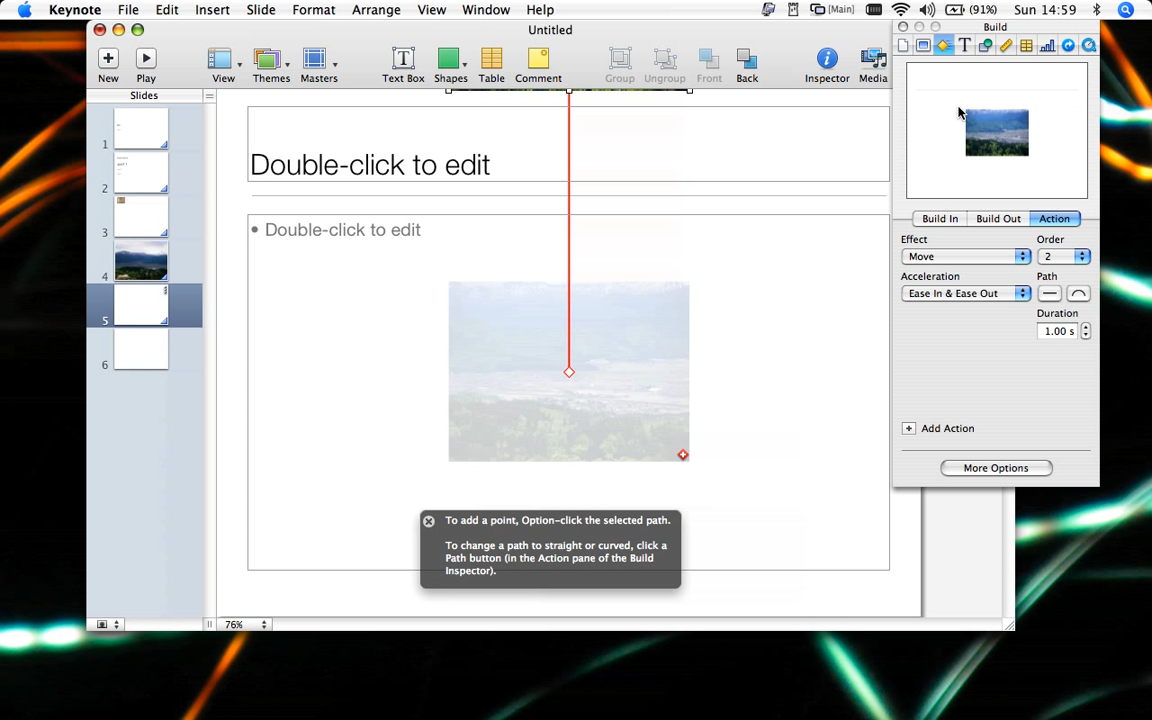 Keynote File Edit Insert Slide Format Arrange View Window Help [Main] (91%) Sun 14:59
Untitled
Build
New Play View Themes Masters Text Box Shapes Table Comment Group Ungroup Front Back Inspector Media
Slides
1
2
3
4
5
6
Double-click to edit
• Double-click to edit
To add a point, Option-click the selected path.
To change a path to straight or curved, click a
Path button (in the Action pane of the Build
Inspector).
76%
Build In Build Out Action
Effect Order
Move 2
Acceleration Path
Ease In & Ease Out
Duration
1.00 s
Add Action
More Options